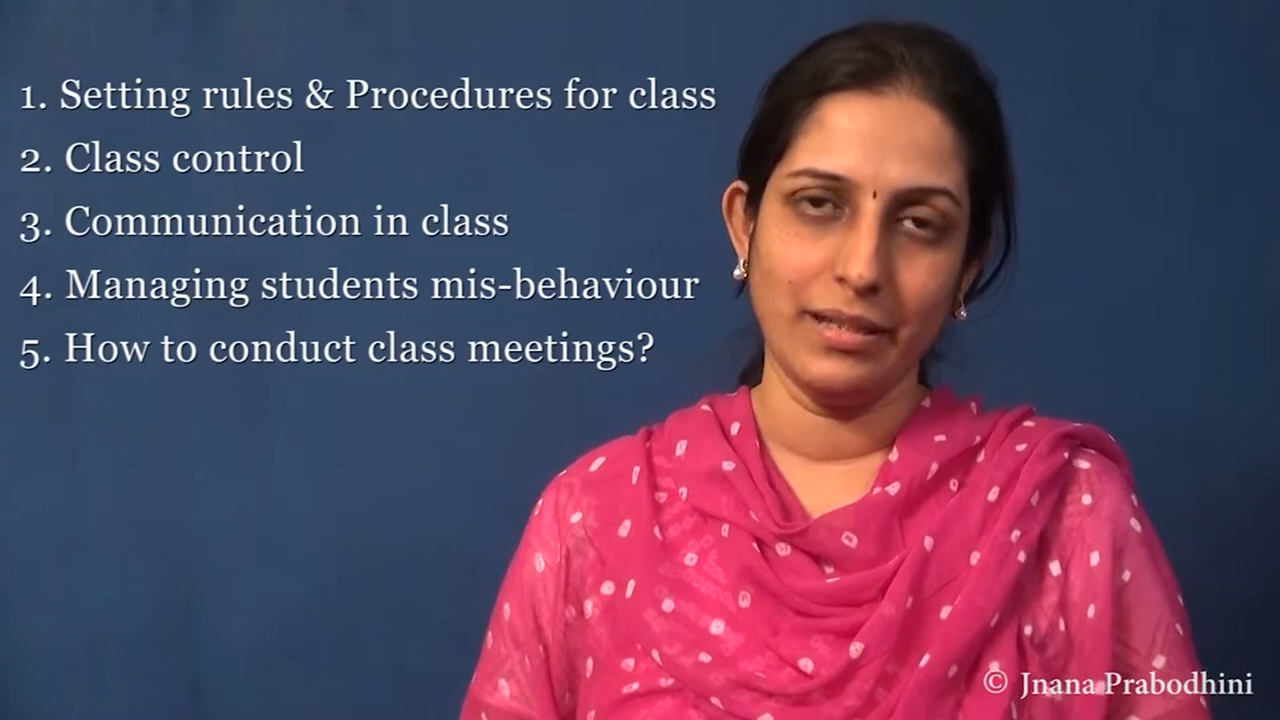 1. Setting rules & Procedures for class
2. Class control
3. Communication in class
4. Managing students mis-behaviour
5. How to conduct class meetings?
© Jnana Prabodhini